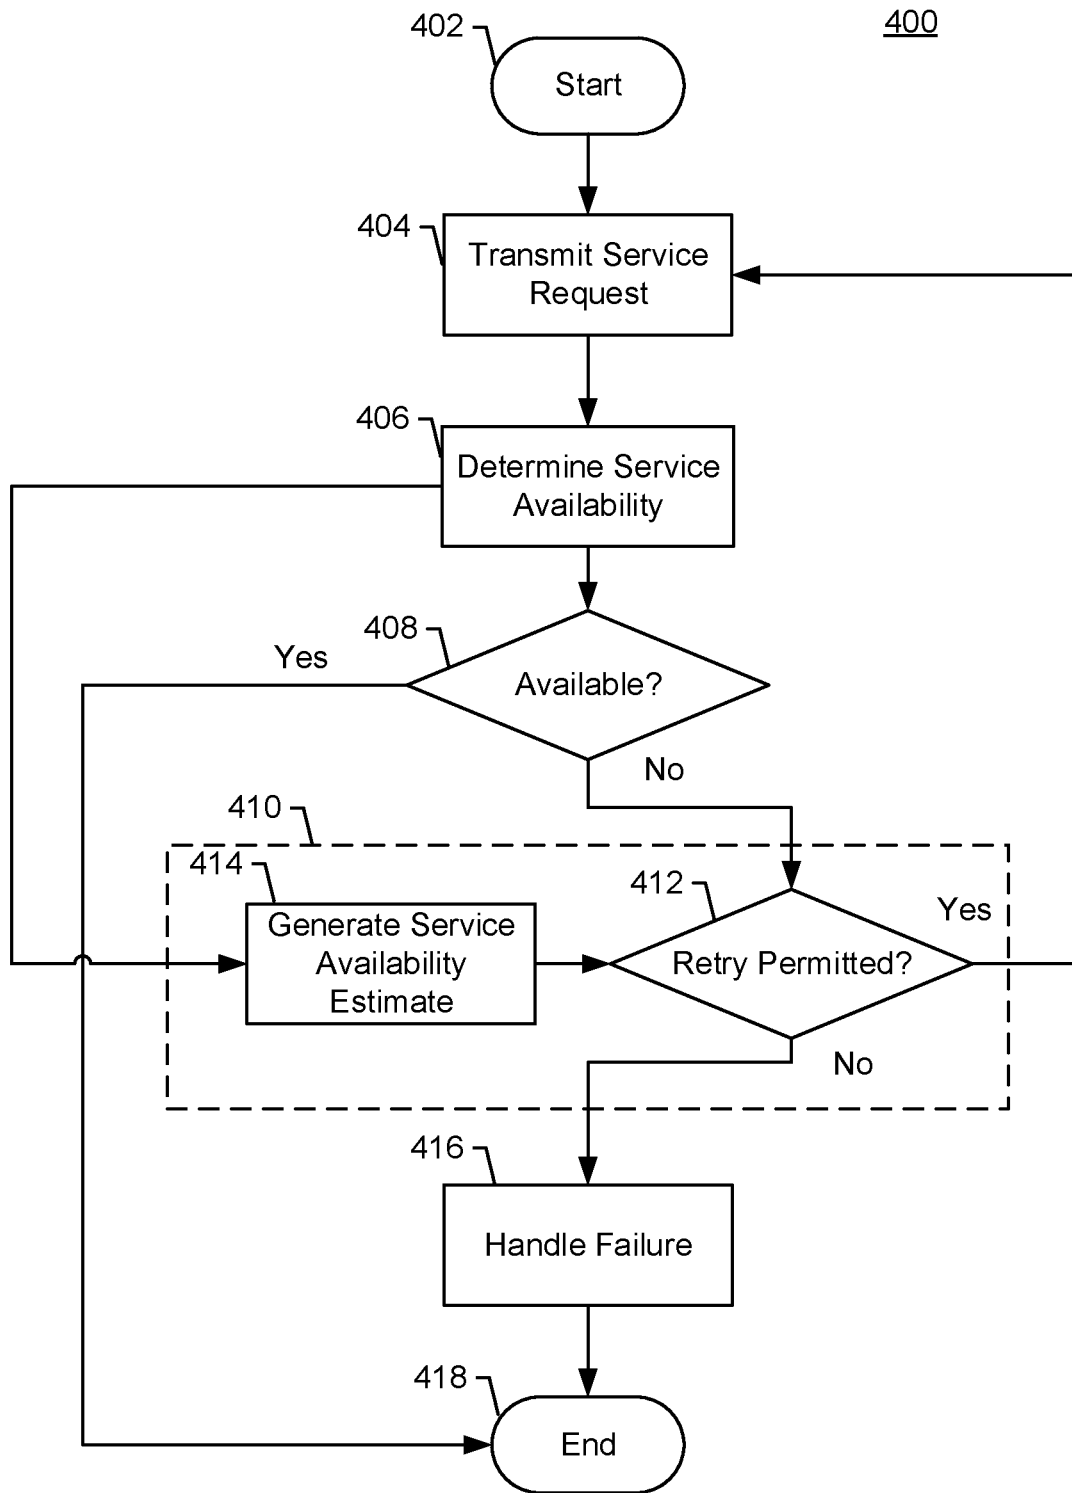 400
402
Start
404
Transmit Service
Request
406
Determine Service
Availability
408
Yes
Available?
No
410
414
412
Yes
Generate Service
Availability
Estimate
Retry Permitted?
No
416
Handle Failure
418
End